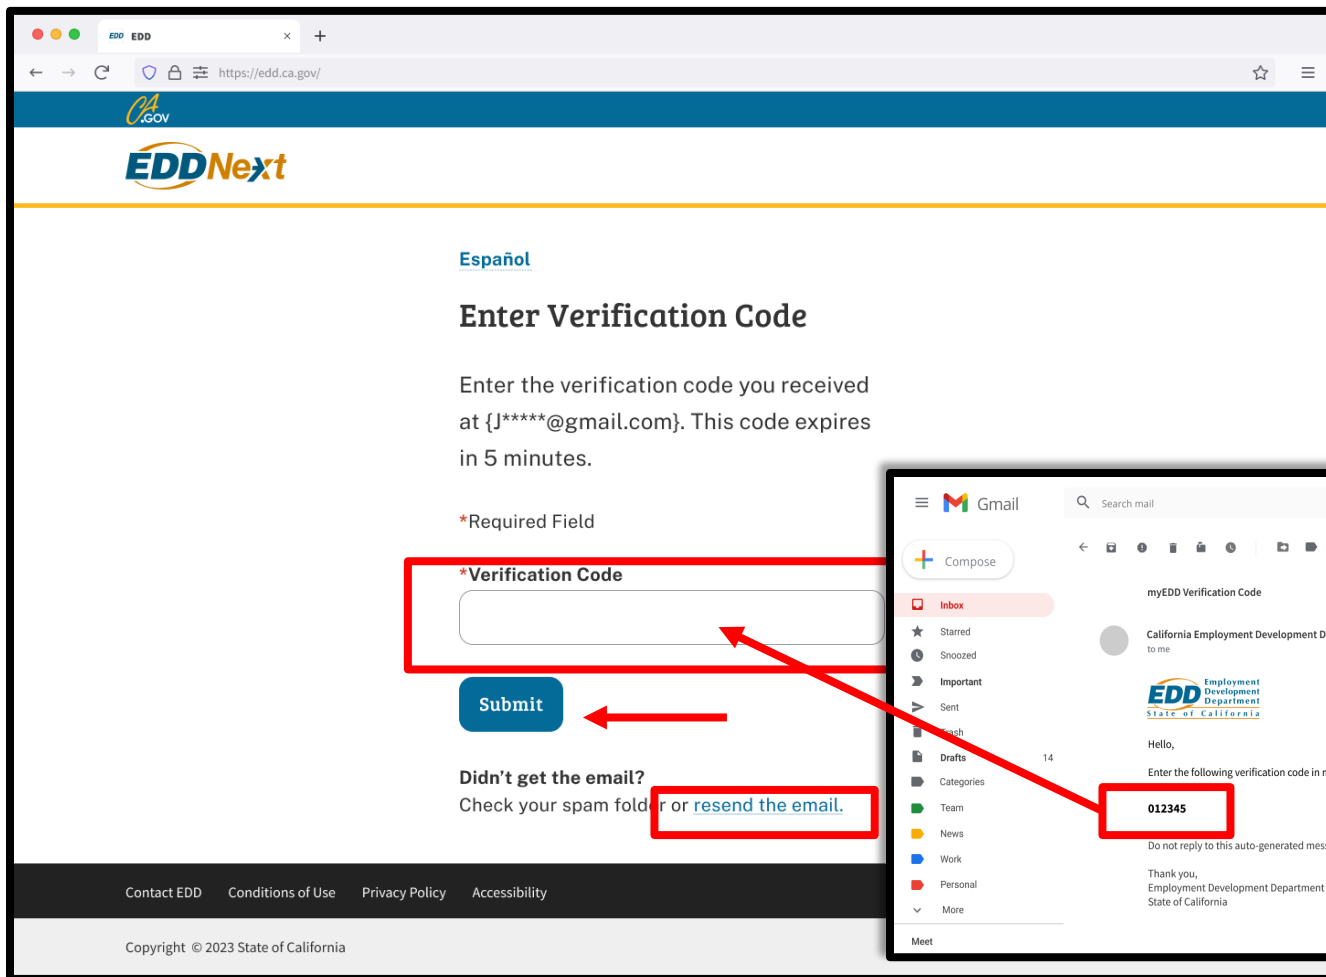 EDD EDD × +
https://edd.ca.gov/
CA.GOV
EDDNext
Español
Enter Verification Code
Enter the verification code you received
at {J*****@gmail.com}. This code expires
in 5 minutes.
*Required Field
*Verification Code
Submit
Didn't get the email?
Check your spam folder or resend the email.
Contact EDD Conditions of Use Privacy Policy Accessibility
Copyright © 2023 State of California
Gmail
Search mail
Compose
Inbox
Starred
Snoozed
Important
Sent
Trash
Drafts 14
Categories
Team
News
Work
Personal
More
Meet
myEDD Verification Code
California Employment Development D
to me
EDD Employment
Development
Department
State of California
Hello,
Enter the following verification code in
012345
Do not reply to this auto-generated mes
Thank you,
Employment Development Department
State of California